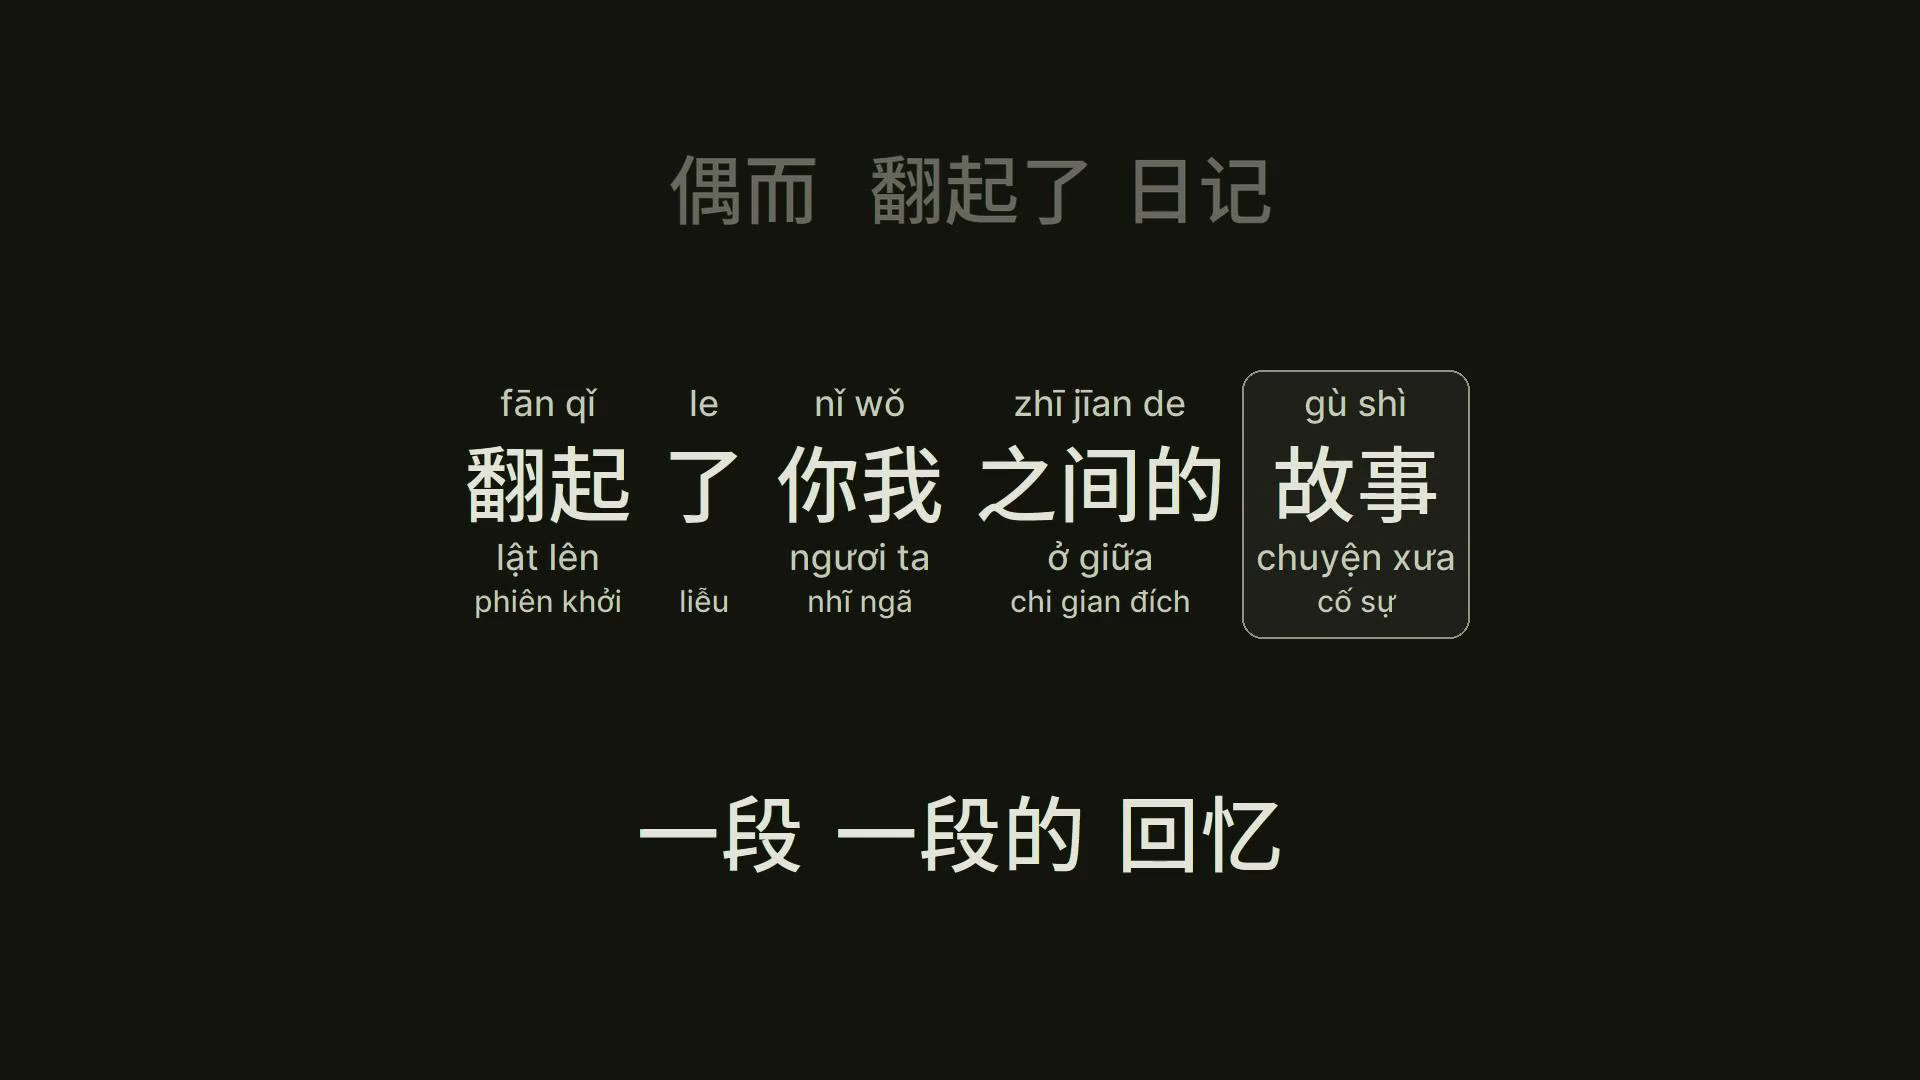 偶而 翻起了 日记
fān qǐ le nǐ wǒ zhī jīan de gù shì
翻起 了 你我 之间的 故事
lật lên ngươi ta ở giữa chuyện xưa
phiên khởi liễu nhĩ ngã chi gian đích cố sự
一段 一段的 回忆